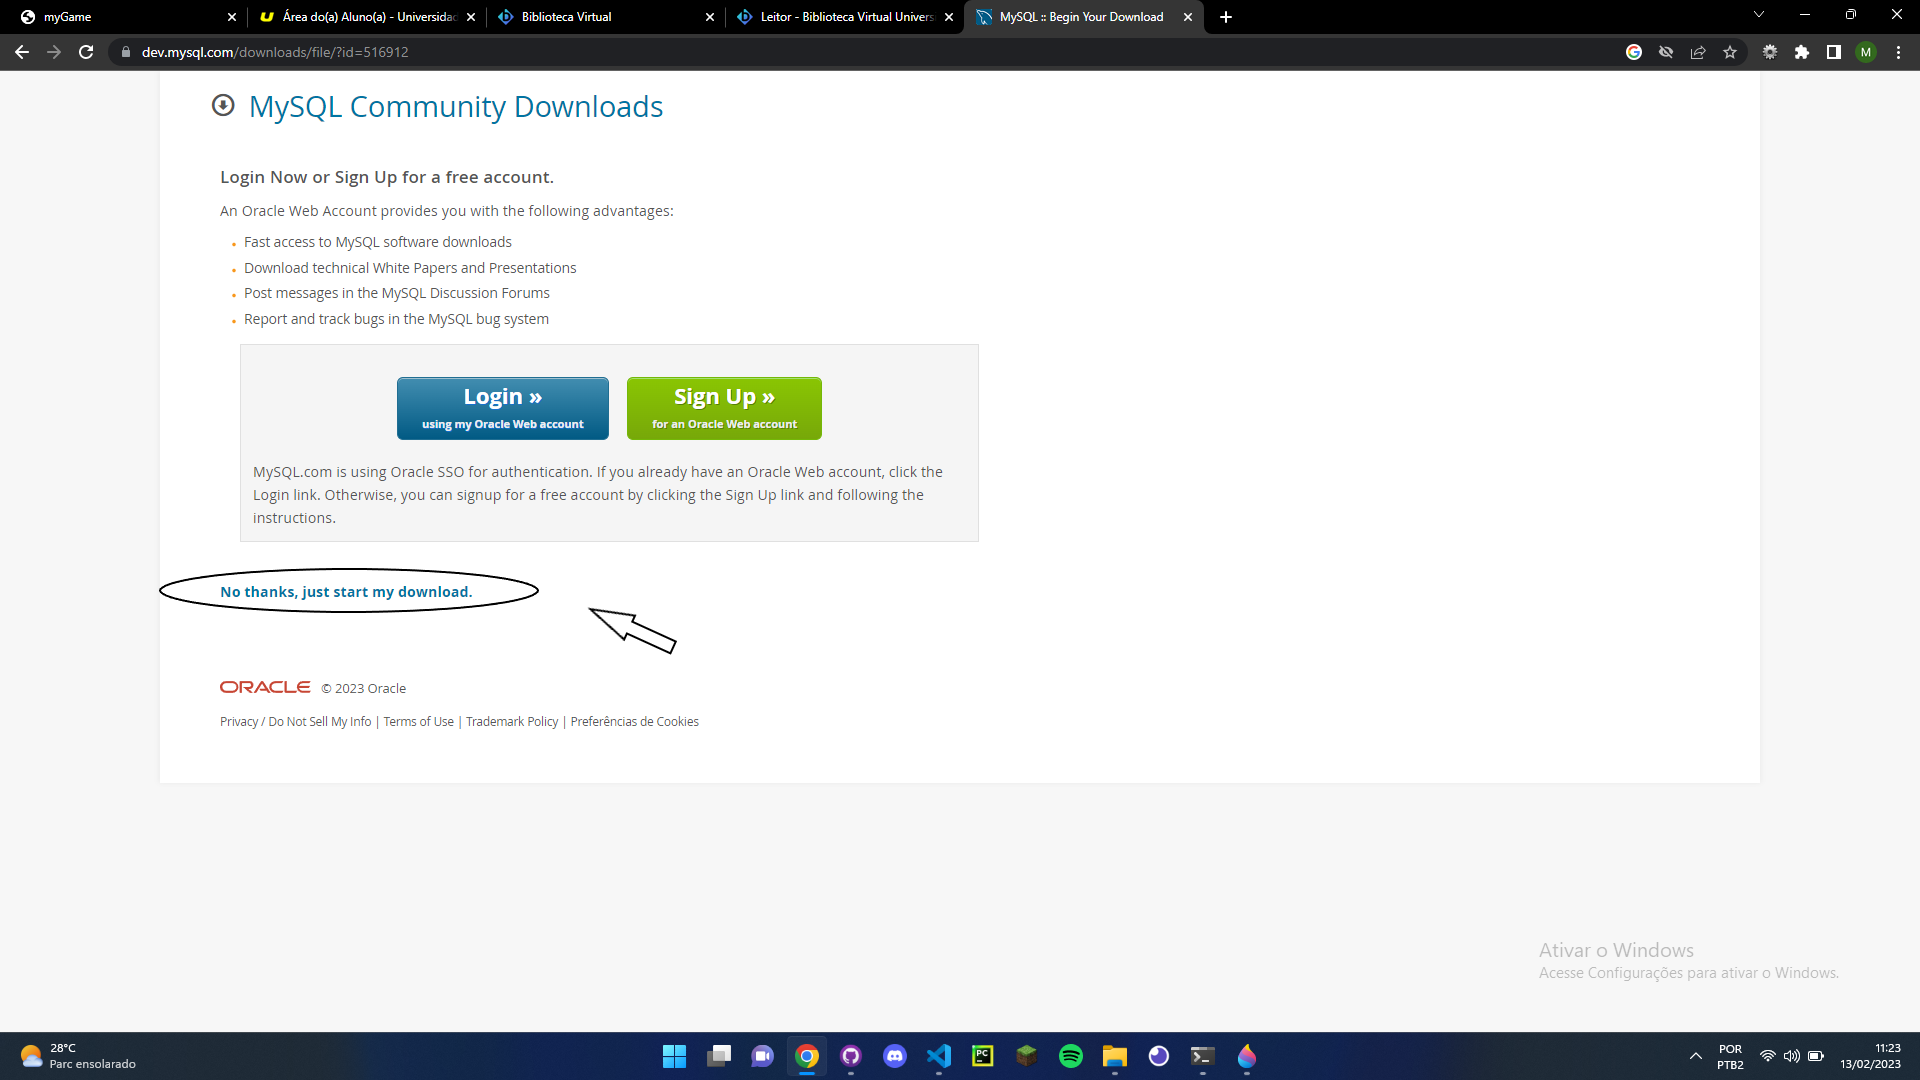 myGame
Área do(a) Aluno(a) - Universidad
Biblioteca Virtual
Leitor - Biblioteca Virtual Univers
MySQL :: Begin Your Download
dev.mysql.com/downloads/file/?id=516912
M
MySQL Community Downloads
Login Now or Sign Up for a free account.
An Oracle Web Account provides you with the following advantages:
Fast access to MySQL software downloads
Download technical White Papers and Presentations
Post messages in the MySQL Discussion Forums
Report and track bugs in the MySQL bug system
Login »
using my Oracle Web account
Sign Up »
for an Oracle Web account
MySQL.com is using Oracle SSO for authentication. If you already have an Oracle Web account, click the
Login link. Otherwise, you can signup for a free account by clicking the Sign Up link and following the
instructions.
No thanks, just start my download.
ORACLE © 2023 Oracle
Privacy / Do Not Sell My Info | Terms of Use | Trademark Policy | Preferências de Cookies
Ativar o Windows
Acesse Configurações para ativar o Windows.
28°C
Parc ensolarado
PC
POR
PTB2
11:23
13/02/2023